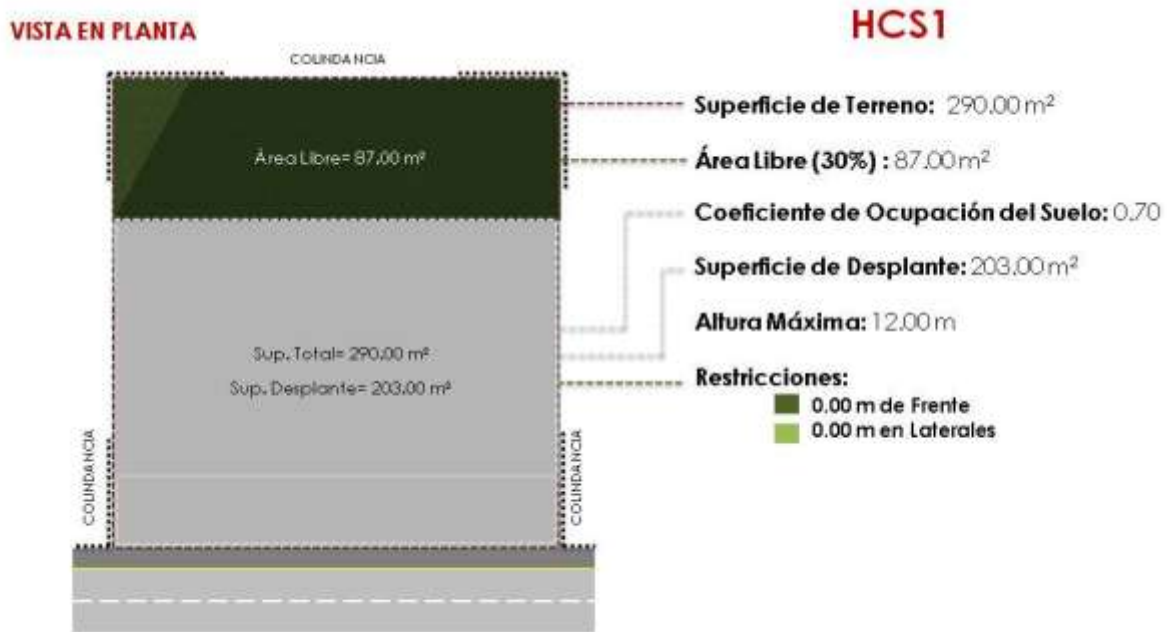 VISTA EN PLANTA
HCS1
COLINDANCIA
Superficie de Terreno: 290.00 m²
Área Libre= 87.00 m²
Área Libre (30%) : 87.00 m²
Coeficiente de Ocupación del Suelo: 0.70
Superficie de Desplante: 203.00 m²
Altura Máxima: 12.00 m
Sup. Total= 290.00 m²
Sup. Desplante= 203.00 m²
Restricciones:
0.00 m de Frente
0.00 m en Laterales
COLINDANCIA
COLINDANCIA